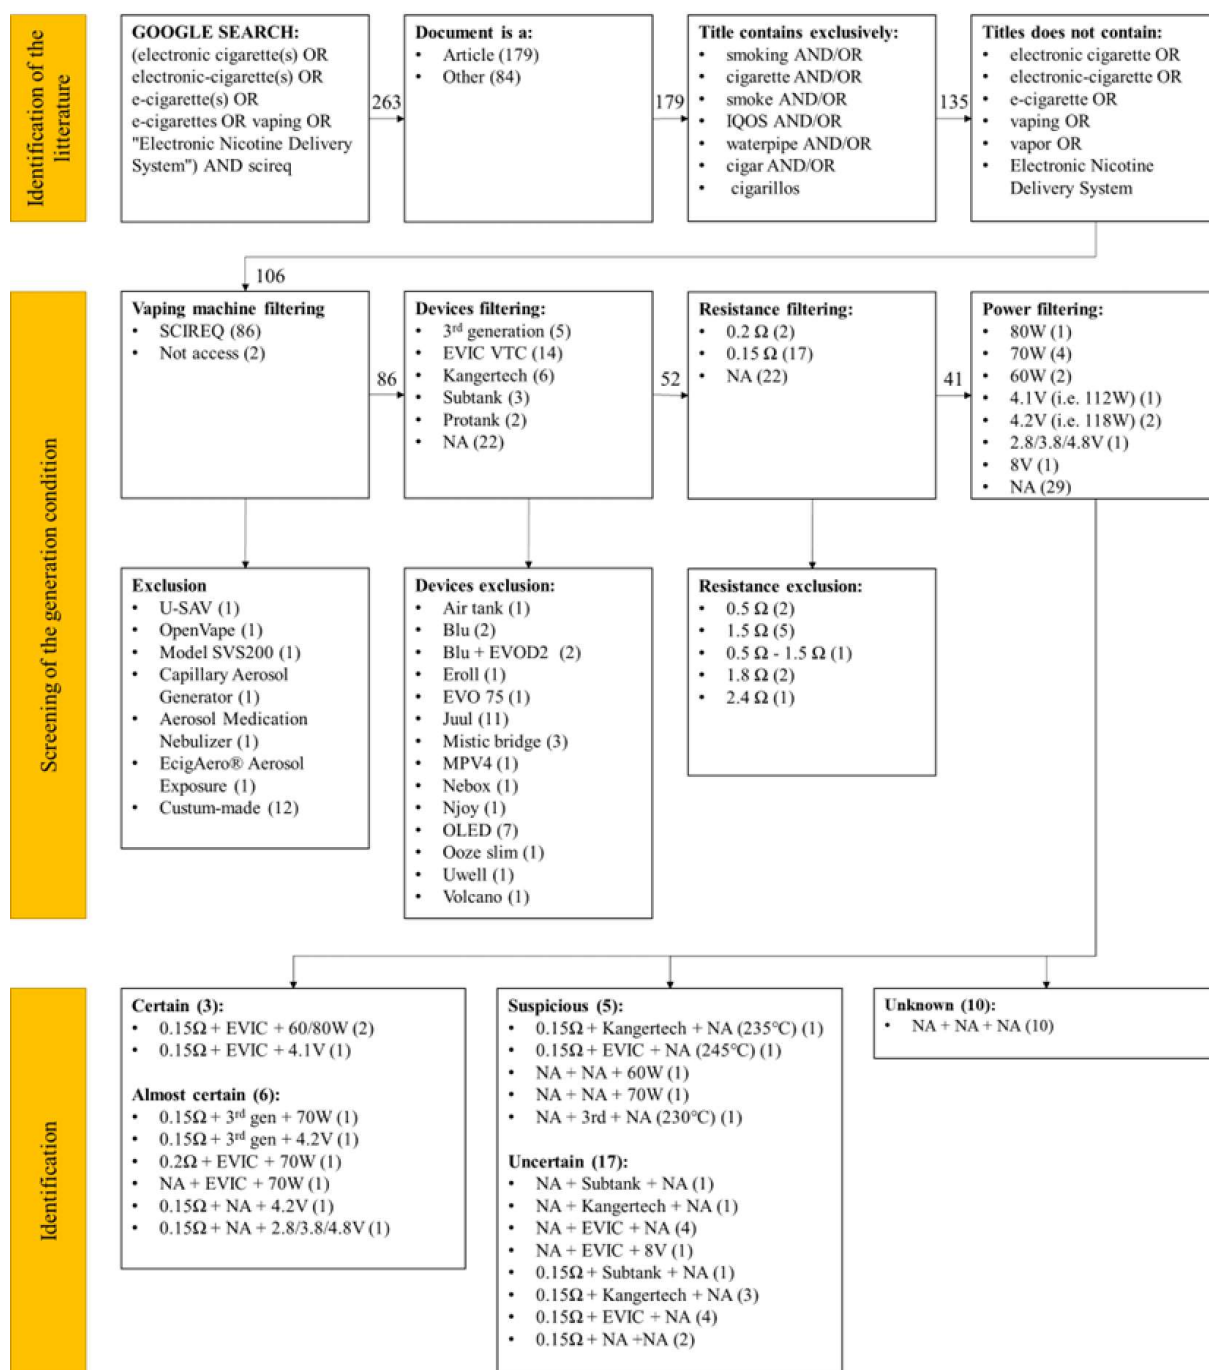 Identification of the
litterature
GOOGLE SEARCH:
(electronic cigarette(s) OR
electronic-cigarette(s) OR
e-cigarette(s) OR
e-cigarettes OR vaping OR
"Electronic Nicotine Delivery
System") AND scireq
263
Document is a:
• Article (179)
• Other (84)
179
Title contains exclusively:
• smoking AND/OR
• cigarette AND/OR
• smoke AND/OR
• IQOS AND/OR
• waterpipe AND/OR
• cigar AND/OR
• cigarillos
135
Titles does not contain:
• electronic cigarette OR
• electronic-cigarette OR
• e-cigarette OR
• vaping OR
• vapor OR
• Electronic Nicotine
Delivery System
106
Screening of the generation condition
Vaping machine filtering
• SCIREQ (86)
• Not access (2)
86
Devices filtering:
• 3rd generation (5)
• EVIC VTC (14)
• Kangertech (6)
• Subtank (3)
• Protank (2)
• NA (22)
52
Resistance filtering:
• 0.2 Ω (2)
• 0.15 Ω (17)
• NA (22)
41
Power filtering:
• 80W (1)
• 70W (4)
• 60W (2)
• 4.1V (i.e. 112W) (1)
• 4.2V (i.e. 118W) (2)
• 2.8/3.8/4.8V (1)
• 8V (1)
• NA (29)
Exclusion
• U-SAV (1)
• OpenVape (1)
• Model SVS200 (1)
• Capillary Aerosol
Generator (1)
• Aerosol Medication
Nebulizer (1)
• EcigAero® Aerosol
Exposure (1)
• Custum-made (12)
Devices exclusion:
• Air tank (1)
• Blu (2)
• Blu + EVOD2 (2)
• Eroll (1)
• EVO 75 (1)
• Juul (11)
• Mistic bridge (3)
• MPV4 (1)
• Nebox (1)
• Njoy (1)
• OLED (7)
• Ooze slim (1)
• Uwell (1)
• Volcano (1)
Resistance exclusion:
• 0.5 Ω (2)
• 1.5 Ω (5)
• 0.5 Ω - 1.5 Ω (1)
• 1.8 Ω (2)
• 2.4 Ω (1)
Identification
Certain (3):
• 0.15Ω + EVIC + 60/80W (2)
• 0.15Ω + EVIC + 4.1V (1)
Almost certain (6):
• 0.15Ω + 3rd gen + 70W (1)
• 0.15Ω + 3rd gen + 4.2V (1)
• 0.2Ω + EVIC + 70W (1)
• NA + EVIC + 70W (1)
• 0.15Ω + NA + 4.2V (1)
• 0.15Ω + NA + 2.8/3.8/4.8V (1)
Suspicious (5):
• 0.15Ω + Kangertech + NA (235°C) (1)
• 0.15Ω + EVIC + NA (245°C) (1)
• NA + NA + 60W (1)
• NA + NA + 70W (1)
• NA + 3rd + NA (230°C) (1)
Uncertain (17):
• NA + Subtank + NA (1)
• NA + Kangertech + NA (1)
• NA + EVIC + NA (4)
• NA + EVIC + 8V (1)
• 0.15Ω + Subtank + NA (1)
• 0.15Ω + Kangertech + NA (3)
• 0.15Ω + EVIC + NA (4)
• 0.15Ω + NA +NA (2)
Unknown (10):
• NA + NA + NA (10)